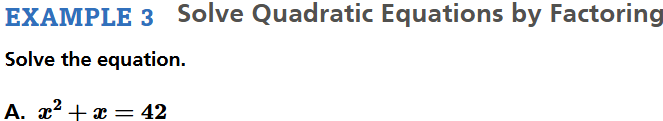 EXAMPLE 3 Solve Quadratic Equations by Factoring
Solve the equation.
A. x² + x = 42